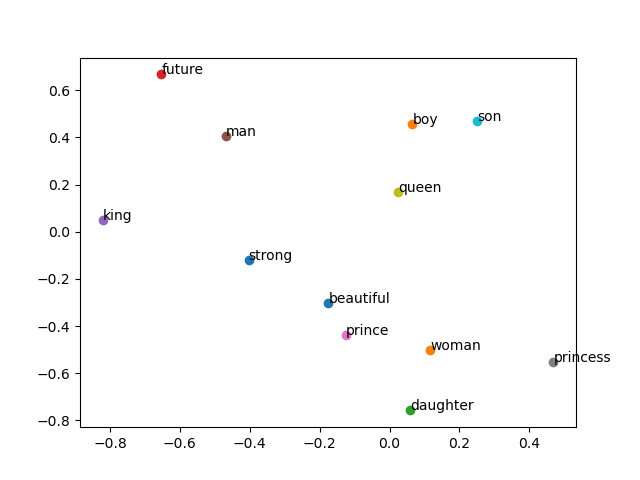 future
man
boy
son
queen
king
strong
beautiful
prince
woman
princess
daughter
0.6
0.4
0.2
0.0
−0.2
−0.4
−0.6
−0.8
−0.8 −0.6 −0.4 −0.2 0.0 0.2 0.4